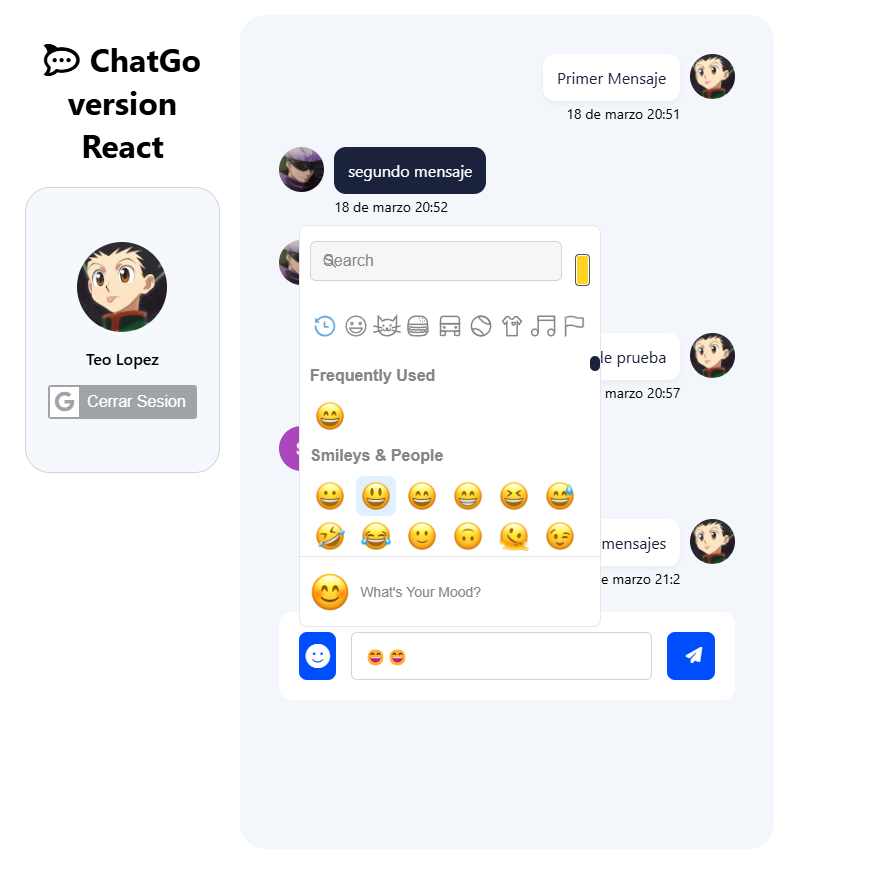 ChatGo
version
React
Teo Lopez
Cerrar Sesion
Primer Mensaje
18 de marzo 20:51
segundo mensaje
18 de marzo 20:52
Search
Frequently Used
Smileys & People
What's Your Mood?
de prueba
marzo 20:57
mensajes
marzo 21:2